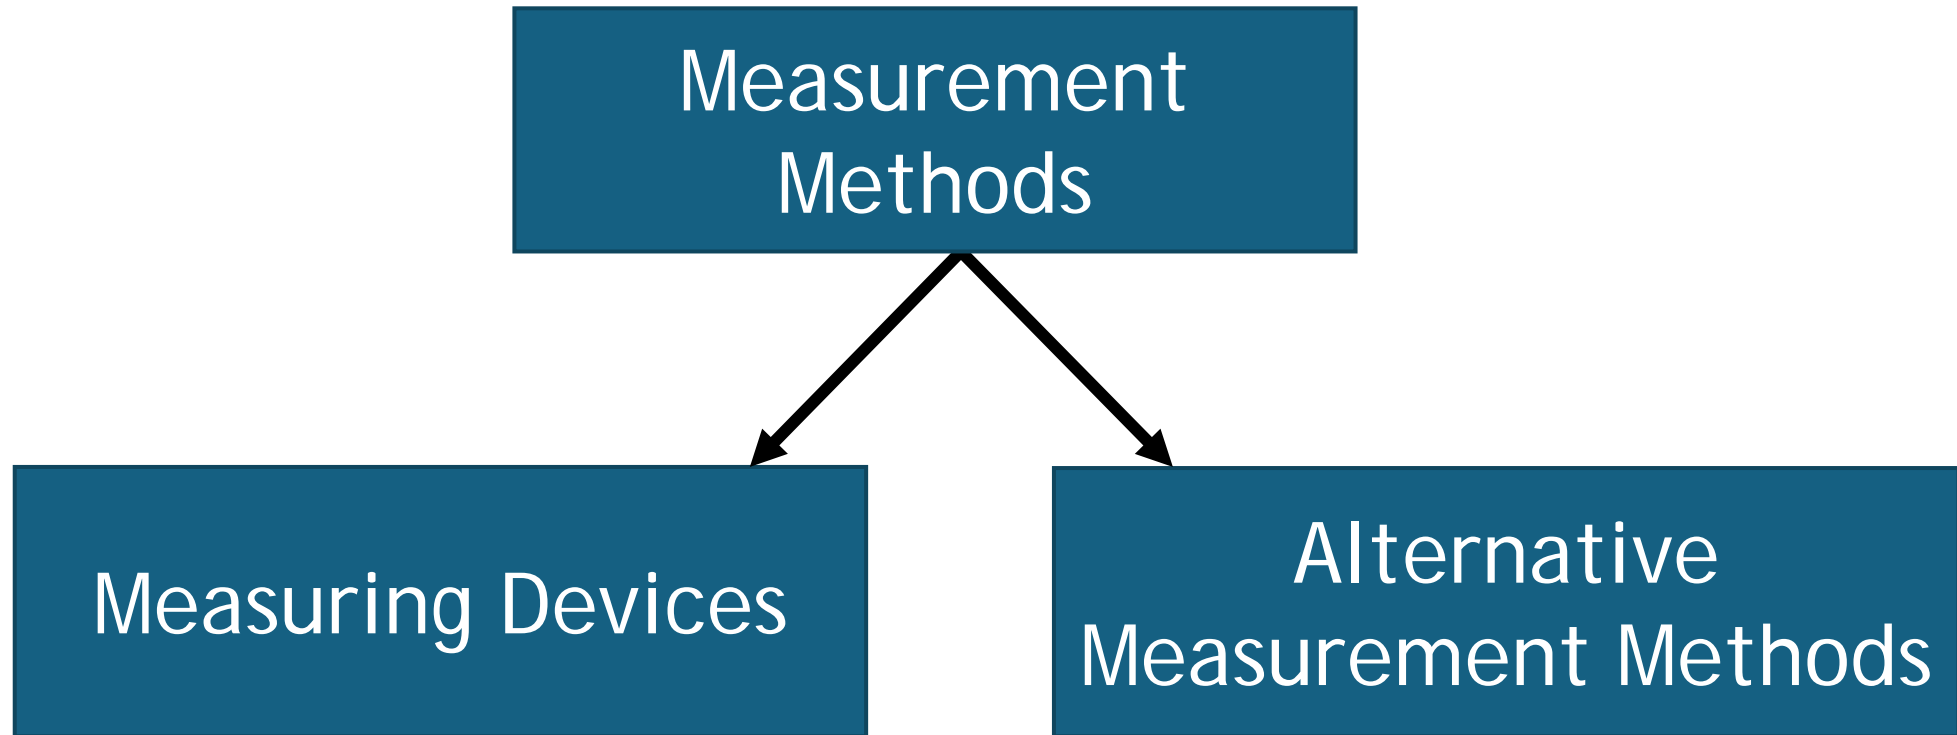 Measurement
Methods
Measuring Devices
Alternative
Measurement Methods